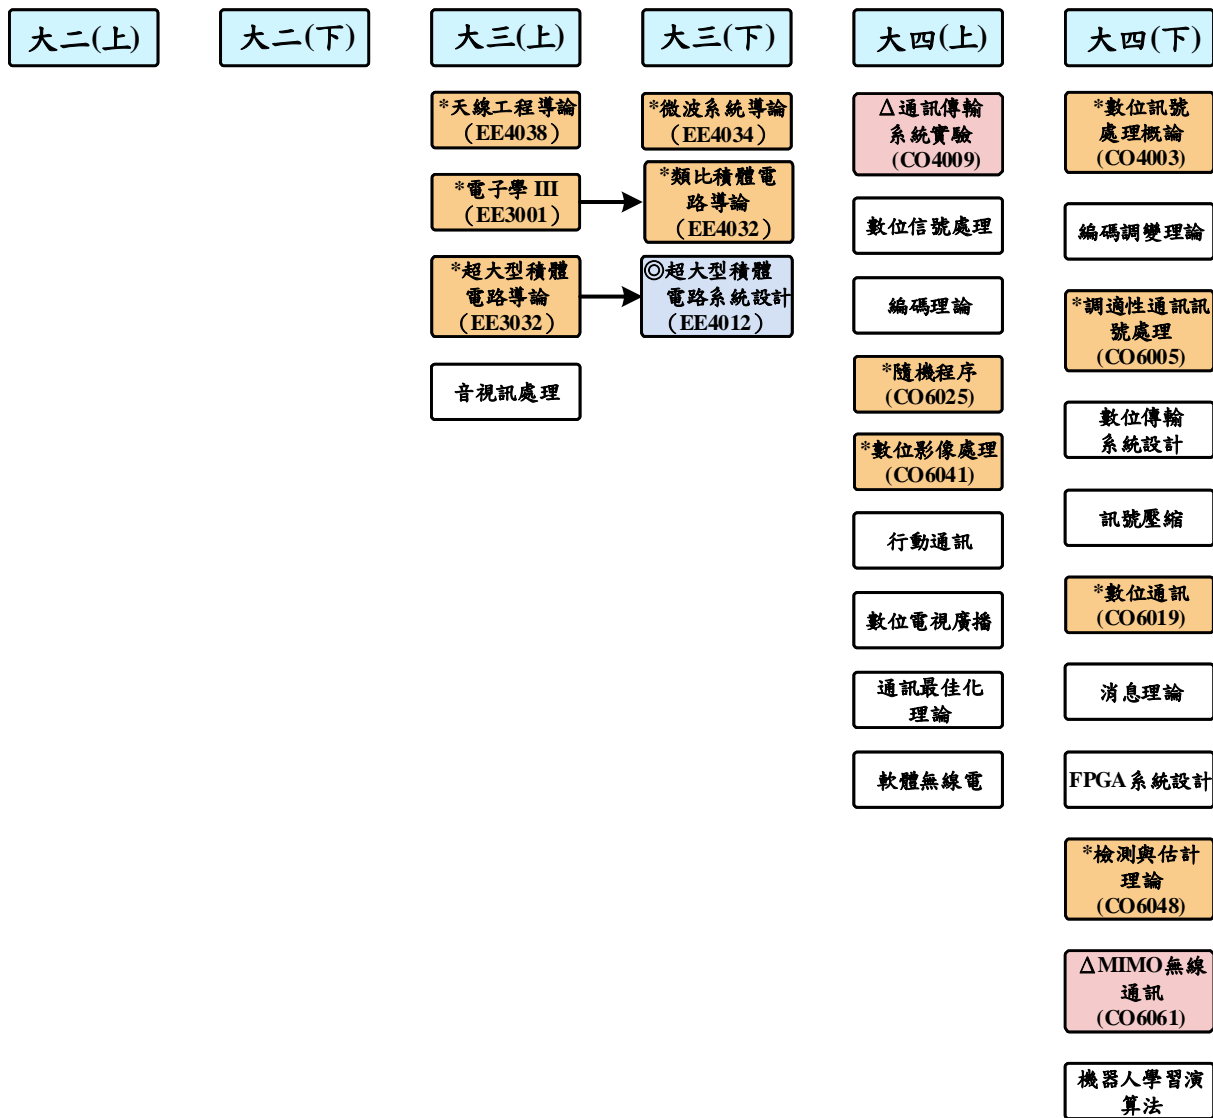 大二(上)
大二(下)
大三(上)
大三(下)
大四(上)
大四(下)
*天線工程導論
（EE4038）
*電子學 III
（EE3001）
*超大型積體
電路導論
（EE3032）
音視訊處理
*微波系統導論
（EE4034）
*類比積體電
路導論
（EE4032）
◎超大型積體
電路系統設計
（EE4012）
Δ通訊傳輸
系統實驗
(CO4009)
數位信號處理
編碼理論
*隨機程序
(CO6025)
*數位影像處理
(CO6041)
行動通訊
數位電視廣播
通訊最佳化
理論
軟體無線電
*數位訊號
處理概論
(CO4003)
編碼調變理論
*調適性通訊訊
號處理
(CO6005)
數位傳輸
系統設計
訊號壓縮
*數位通訊
(CO6019)
消息理論
FPGA系統設計
*檢測與估計
理論
(CO6048)
ΔMIMO無線
通訊
(CO6061)
機器人學習演
算法